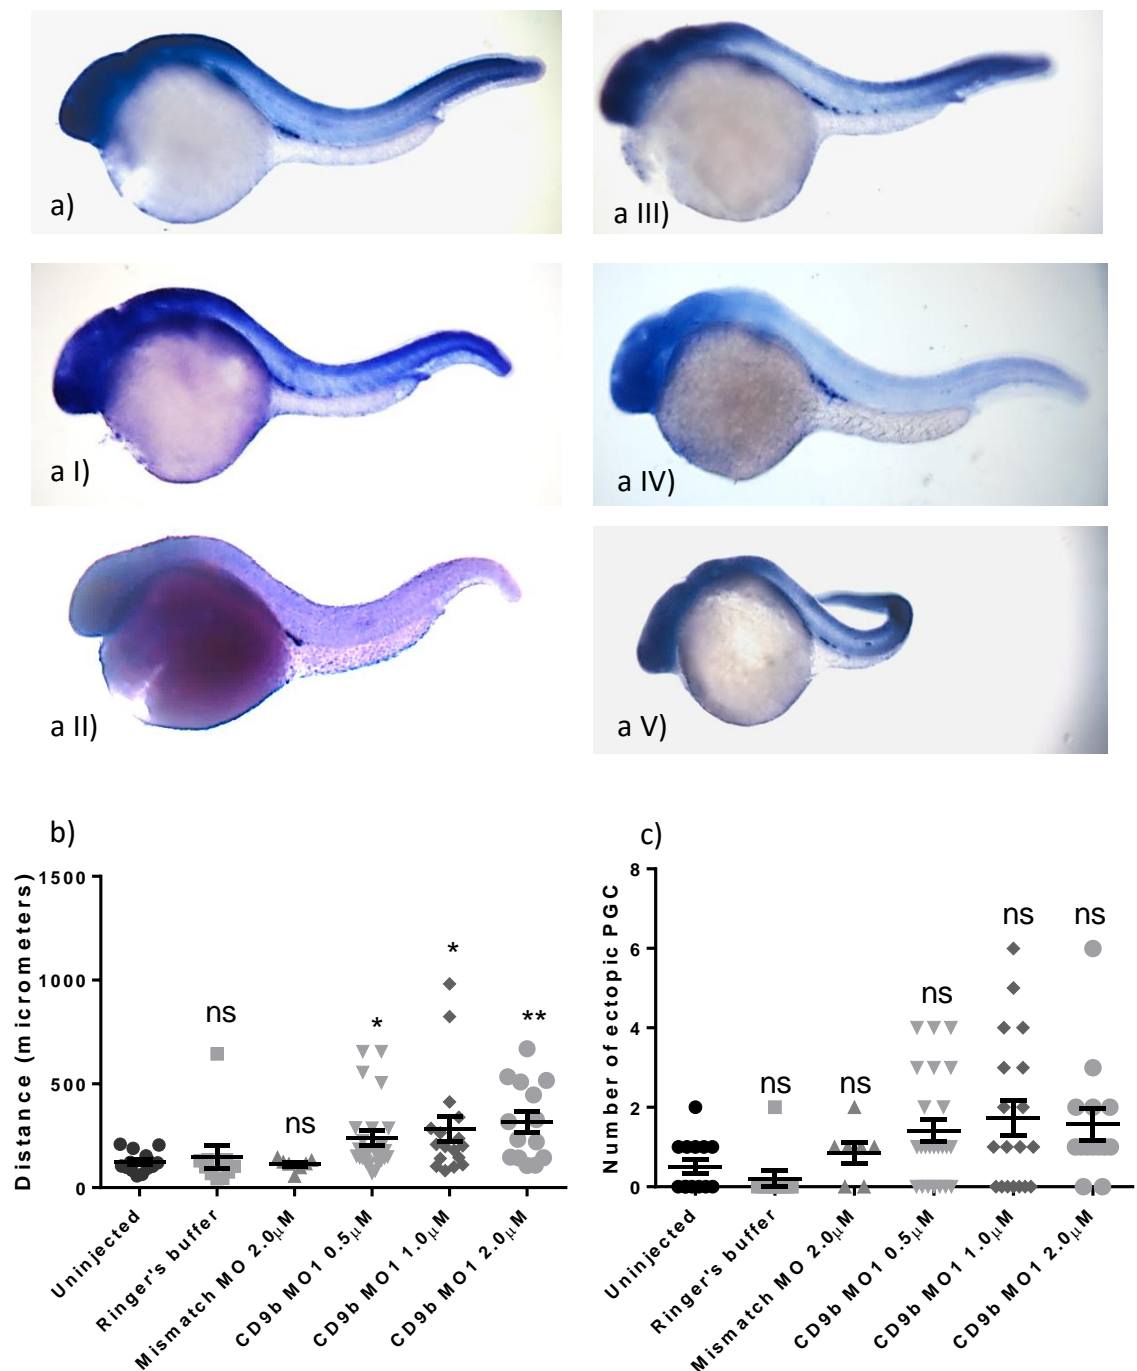 a)
a III)
a I)
a IV)
a II)
a V)
b)
Distance (micrometers)
1500
1000
500
0
ns
ns
*
*
**
Uninjected
Ringer's buffer
Mismatch MO 2.0μM
CD9b MO1 0.5μM
CD9b MO1 1.0μM
CD9b MO1 2.0μM
c)
Number of ectopic PGC
8
6
4
2
0
ns
ns
ns
ns
ns
Uninjected
Ringer's buffer
Mismatch MO 2.0μM
CD9b MO1 0.5μM
CD9b MO1 1.0μM
CD9b MO1 2.0μM